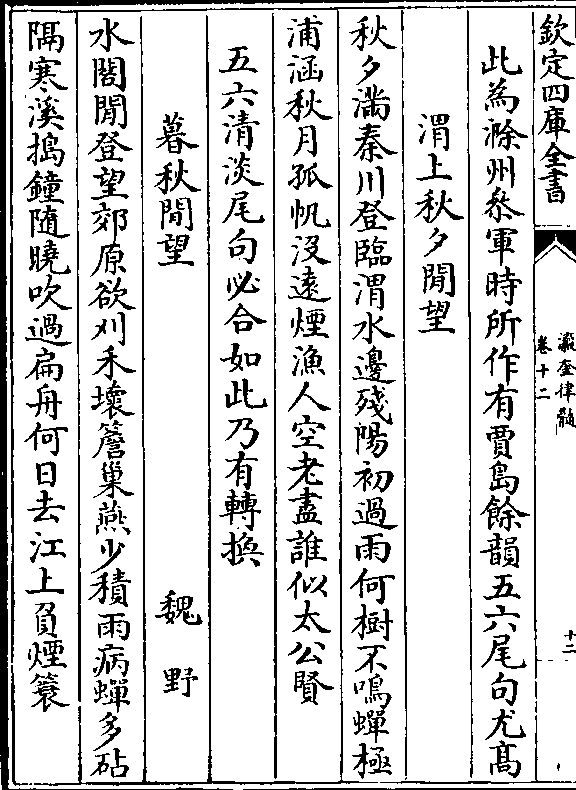 欽定四庫全書
瀛奎律髓
卷十二
十二
此為滁州叅軍時所作有賈島餘韻五六尾句尤高
渭上秋夕閒望
秋夕滿秦川登臨渭水邊殘陽初過雨何樹不鳴蟬極
浦涵秋月孤帆沒遠煙漁人空老盡誰似太公賢
五六清淡尾句必合如此乃有轉換
暮秋閒望 魏野
水閣閒登望郊原欲刈禾壞簷巢燕少積雨病蟬多砧
隔寒溪搗鐘隨曉吹過扁舟何日去江上負煙簑